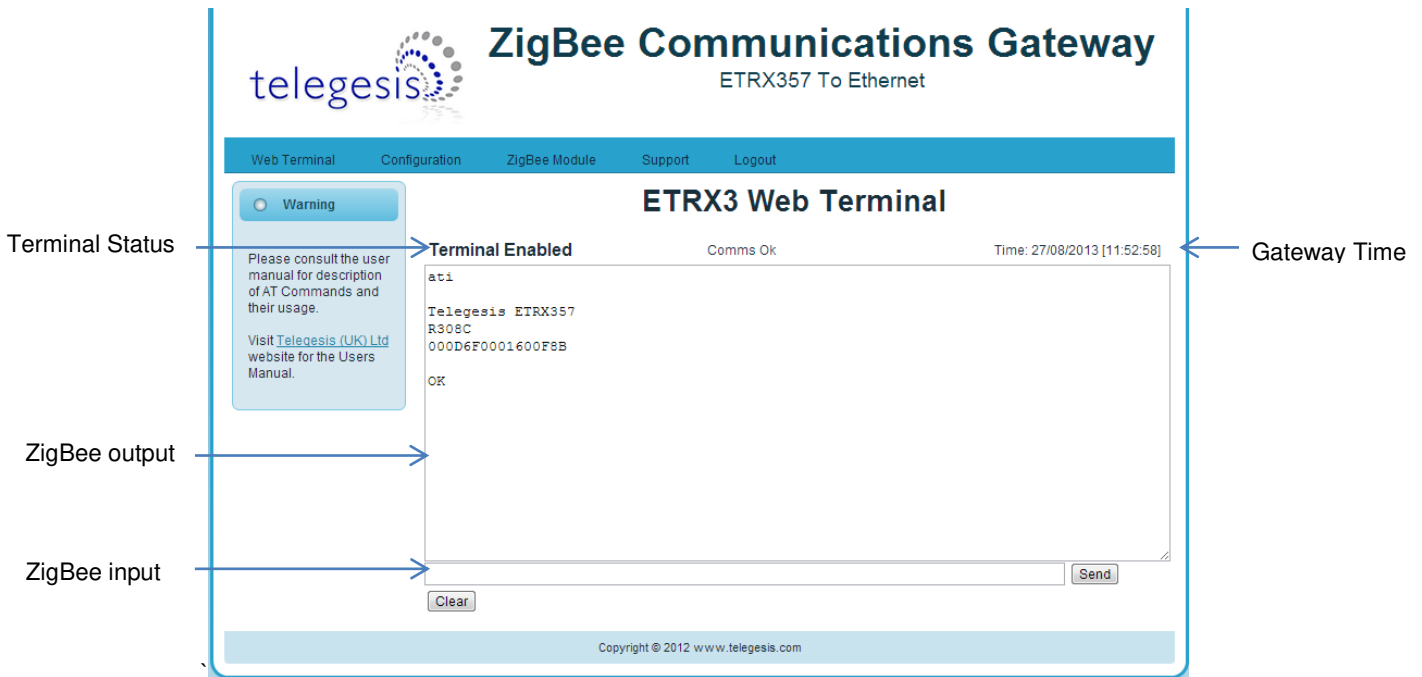 telegesis
ZigBee Communications Gateway
ETRX357 To Ethernet
Web Terminal Configuration ZigBee Module Support Logout
Warning
Please consult the user
manual for description
of AT Commands and
their usage.
Visit Telegesis (UK) Ltd
website for the Users
Manual.
ETRX3 Web Terminal
Terminal Status
Terminal Enabled Comms Ok Time: 27/08/2013 [11:52:58]
Gateway Time
ati
Telegesis ETRX357
R308C
000D6F0001600F8B
OK
ZigBee output
ZigBee input
Send
Clear
Copyright © 2012 www.telegesis.com
`